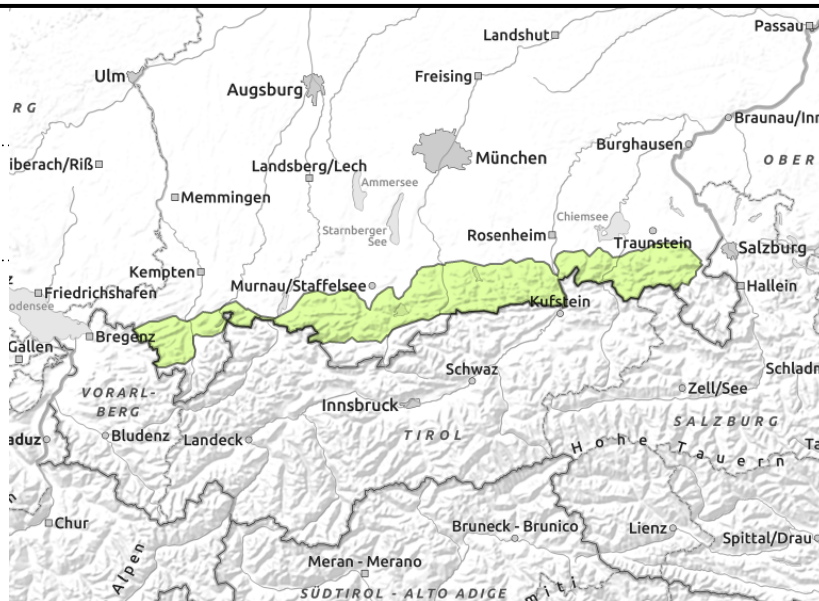 Passau
Landshut
Ulm
Freising
Augsburg
RG
Braunau/Inn
Burghausen
iberach/Riß
Landsberg/Lech
München
OBER
Ammersee
Memmingen
Chiemsee
Starnberger
See
Rosenheim
Traunstein
Salzburg
Kempten
Murnau/Staffelsee
Hallein
Friedrichshafen
odensee
Kufstein
Bregenz
Gallen
Schwaz
Schladm
VORARL-
BERG
Zell/See
Innsbruck
SALZBURG
TIROL
aduz
Bludenz
Landeck
Hohe Tauern
Ta
Chur
Bruneck - Brunico
Lienz
Spittal/Drau
Alpen
Meran - Merano
miti
SÜDTIROL - ALTO ADIGE